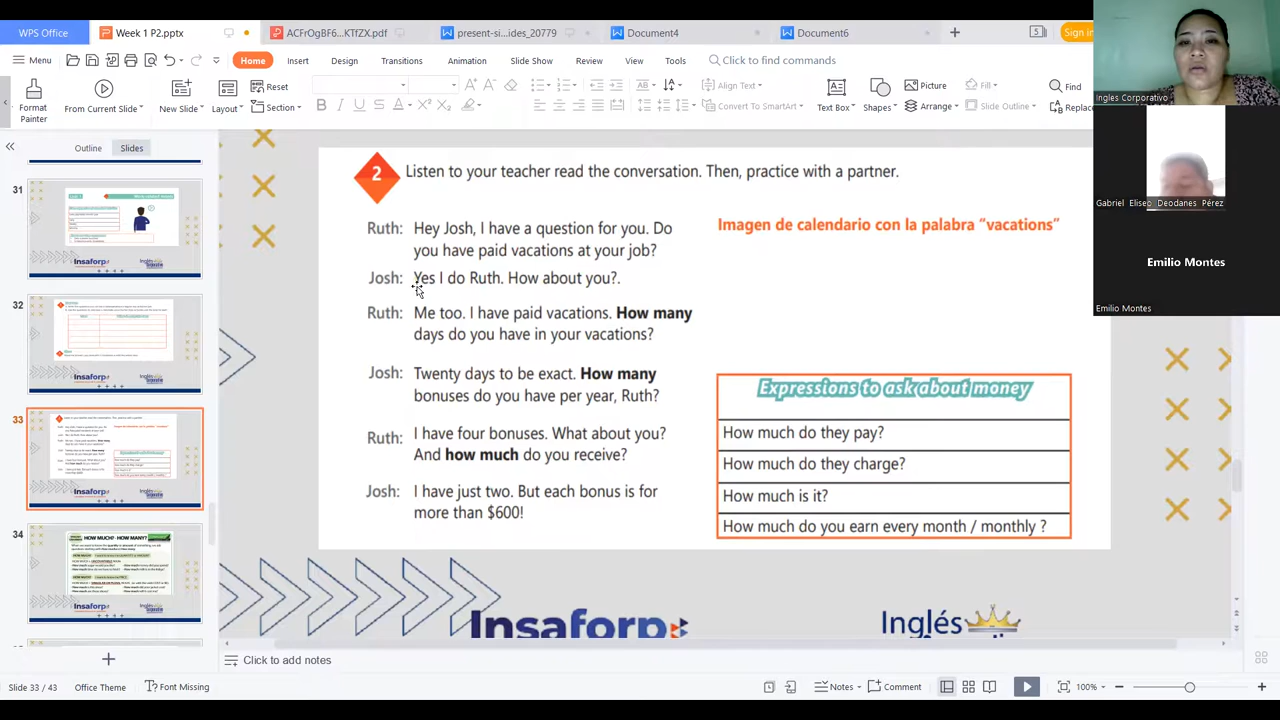 WPS Office
Week 1 P2.pptx
ACFrOgBF6...KTfZX.pdf
present-si...ides_20779
Document4
Document6
Sign in
Menu
Home
Insert
Design
Transitions
Animation
Slide Show
Review
View
Tools
Click to find commands
Format
Painter
From Current Slide
New Slide
Layout
Reset
Section
Align Text
Convert To SmartArt
Text Box
Shapes
Picture
Arrange
Fill
Outline
Find
Replace
Ingles Corporativo
Gabriel Eliseo Deodanes Pérez
Emilio Montes
Emilio Montes
Outline
Slides
31
32
33
34
Insaforp
HOW MUCH? - HOW MANY?
2
Listen to your teacher read the conversation. Then, practice with a partner.
Ruth: Hey Josh, I have a question for you. Do
you have paid vacations at your job?
Josh: Yes I do Ruth. How about you?.
Ruth: Me too. I have paid vacations. How many
days do you have in your vacations?
Josh: Twenty days to be exact. How many
bonuses do you have per year, Ruth?
Ruth: I have four bonuses. What about you?
And how much do you receive?
Josh: I have just two. But each bonus is for
more than $600!
Imagen de calendario con la palabra “vacations”
Expressions to ask about money
How much do they pay?
How much do they charge?
How much is it?
How much do you earn every month / monthly ?
Insaforp
Inglés
Click to add notes
Slide 33 / 43
Office Theme
Font Missing
Notes
Comment
100%